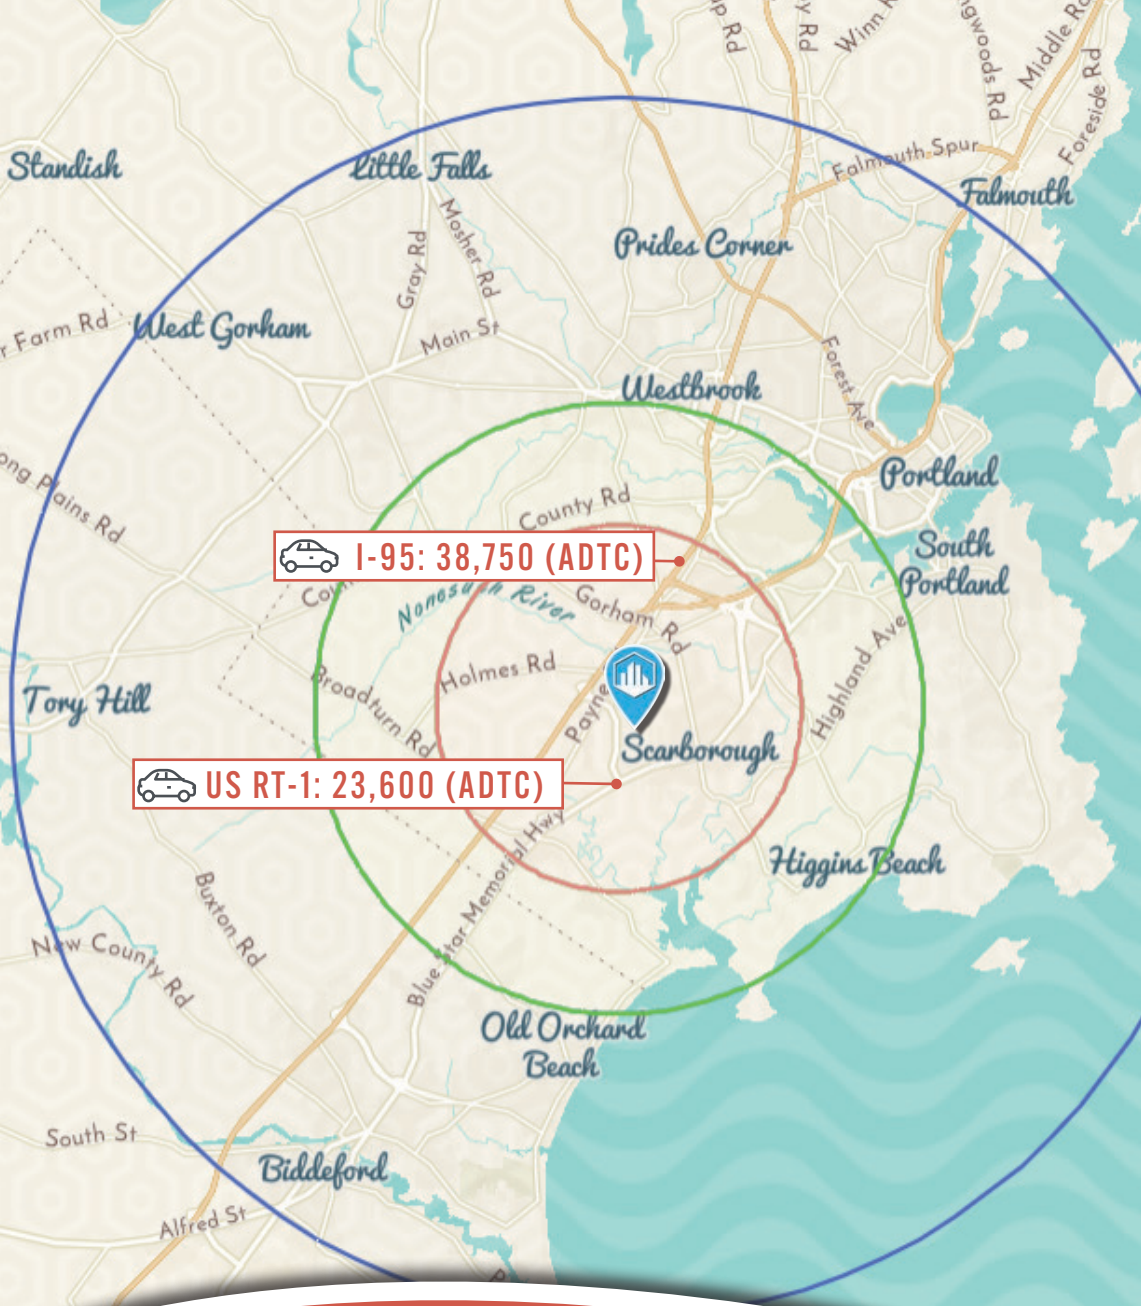 Winn
Rd
Rd
Middle Rd
Foreside Rd
Falmouth Spur
Standish
Little Falls
Falmouth
Mosher Rd
Gray Rd
Prides Corner
Farm Rd
West Gorham
Main St
Forest Ave
Westbrook
Plains Rd
Portland
County Rd
South
Portland
I-95: 38,750 (ADTC)
Nonesuch River
Gorham Rd
Highland Ave
Holmes Rd
Broadturn Rd
Payne
Tory Hill
Scarborough
US RT-1: 23,600 (ADTC)
Blue Star Memorial Hwy
Higgins Beach
Buxton Rd
New County Rd
Old Orchard
Beach
South St
Biddeford
Alfred St